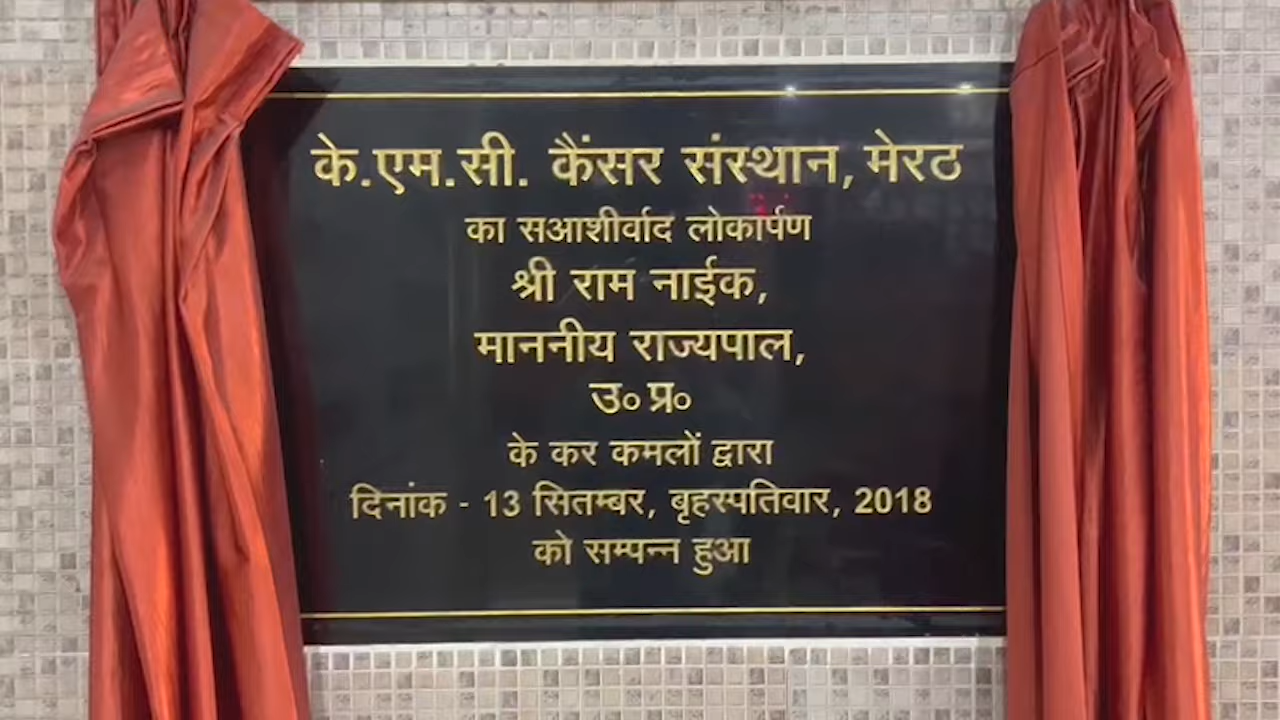 के.एम.सी. कैंसर संस्थान, मेरठ
का सआशीर्वाद लोकार्पण
श्री राम नाईक,
माननीय राज्यपाल,
उ० प्र०
के कर कमलों द्वारा
दिनांक - 13 सितम्बर, बृहस्पतिवार, 2018
को सम्पन्न हुआ